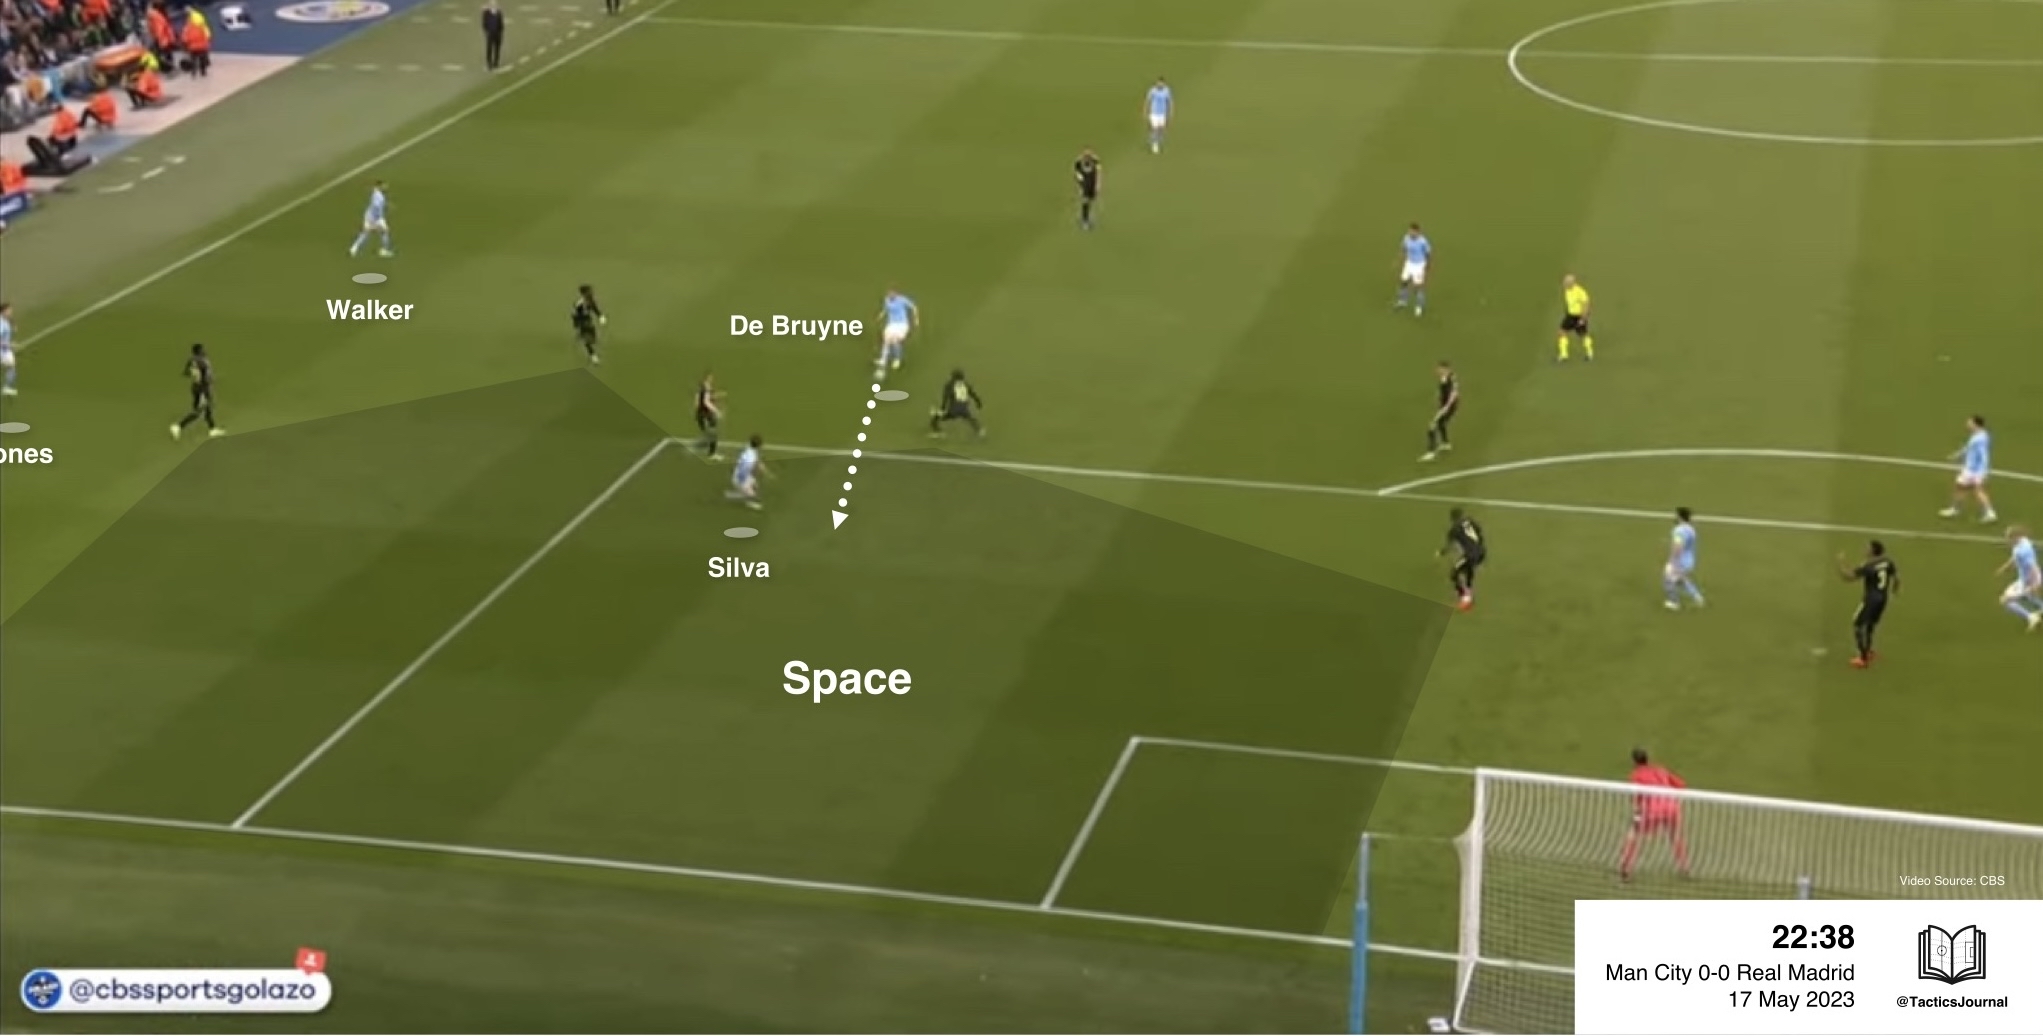 Walker
De Bruyne
ones
Silva
Space
Video Source: CBS
22:38
Man City 0-0 Real Madrid
17 May 2023
@TacticsJournal
@cbssportsgolazo
3